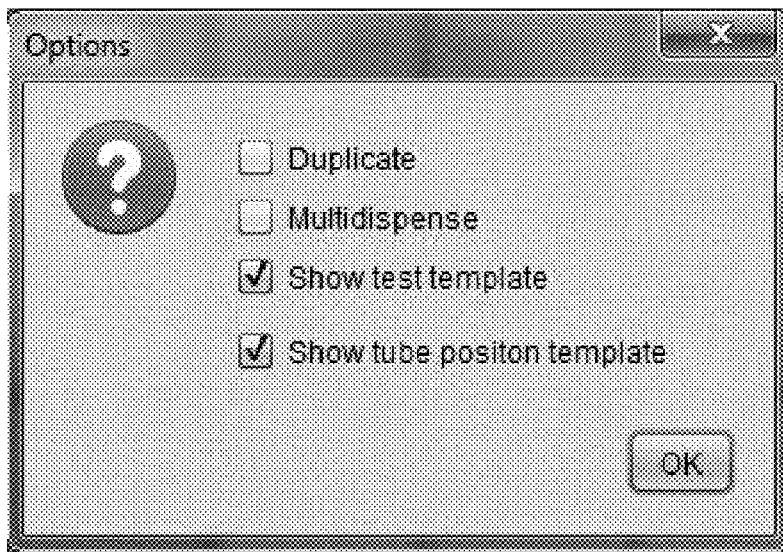 Options
X
?
Duplicate
Multidispense
Show test template
Show tube positon template
OK